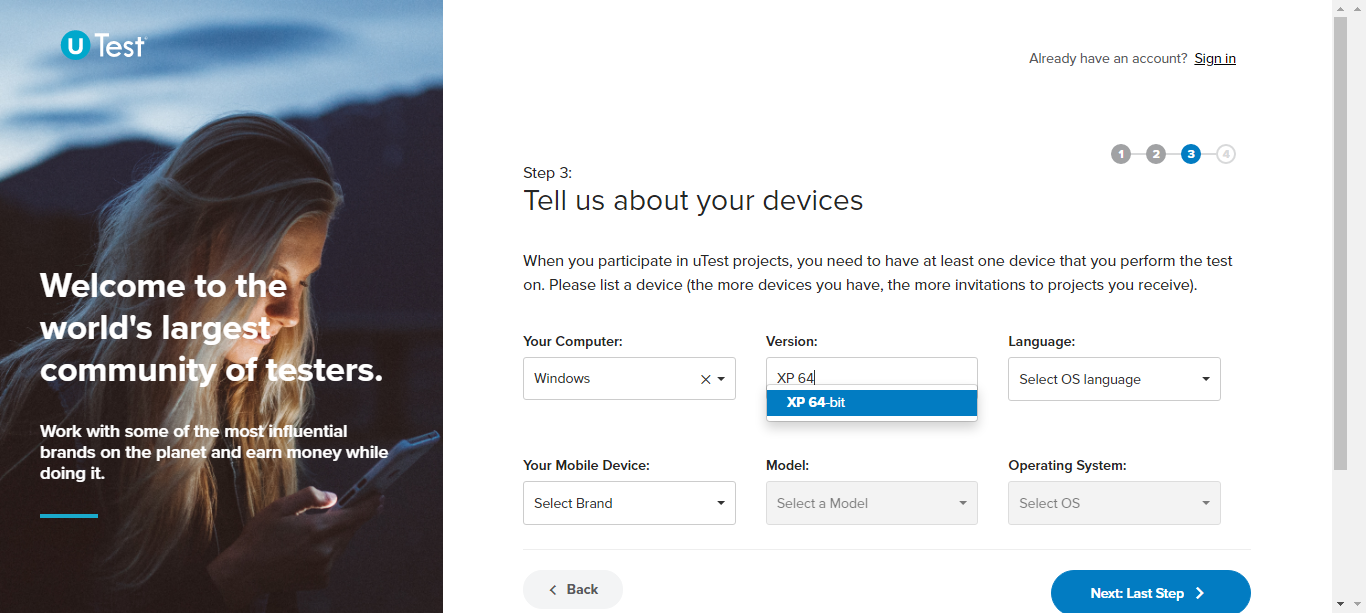 U Test
Already have an account? Sign in
1 2 3 4
Step 3:
Tell us about your devices
Welcome to the
world's largest
community of testers.
Work with some of the most influential
brands on the planet and earn money while
doing it.
When you participate in uTest projects, you need to have at least one device that you perform the test
on. Please list a device (the more devices you have, the more invitations to projects you receive).
Your Computer: Version: Language:
Windows XP 64 Select OS language
XP 64-bit
Your Mobile Device: Model: Operating System:
Select Brand Select a Model Select OS
Back Next: Last Step